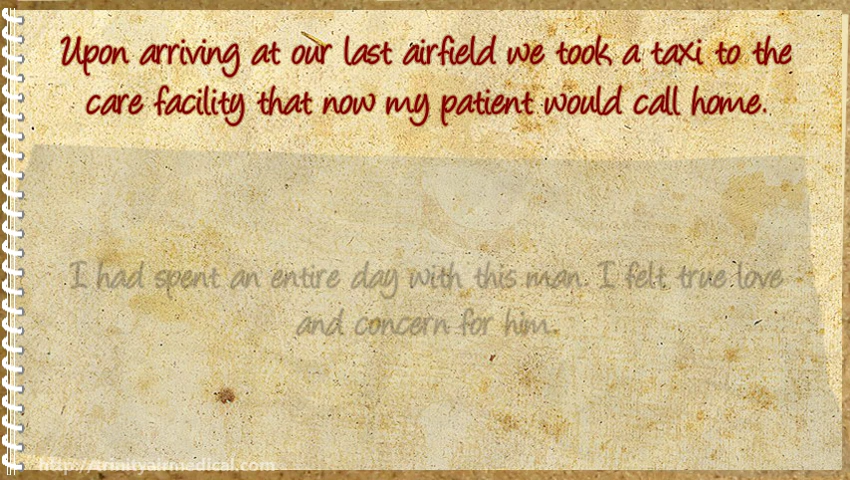 Upon arriving at our last airfield we took a taxi to the
care facility that now my patient would call home.
I had spent an entire day with this man. I felt true love
and concern for him.
http://trinityairmedical.com